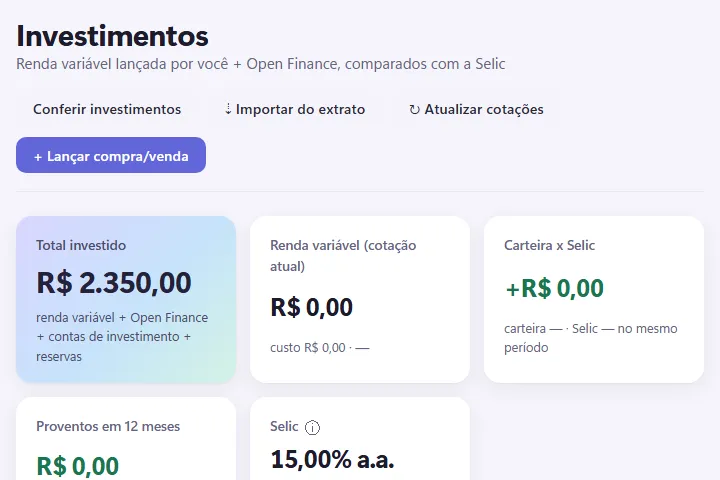 Investimentos
Renda variável lançada por você + Open Finance, comparados com a Selic
Conferir investimentos
⇣ Importar do extrato
↻ Atualizar cotações
+ Lançar compra/venda
Total investido
R$ 2.350,00
renda variável + Open Finance
+ contas de investimento +
reservas
Renda variável (cotação
atual)
R$ 0,00
custo R$ 0,00 · —
Carteira x Selic
+R$ 0,00
carteira — · Selic — no mesmo
período
Proventos em 12 meses
R$ 0,00
Selic ⓘ
15,00% a.a.